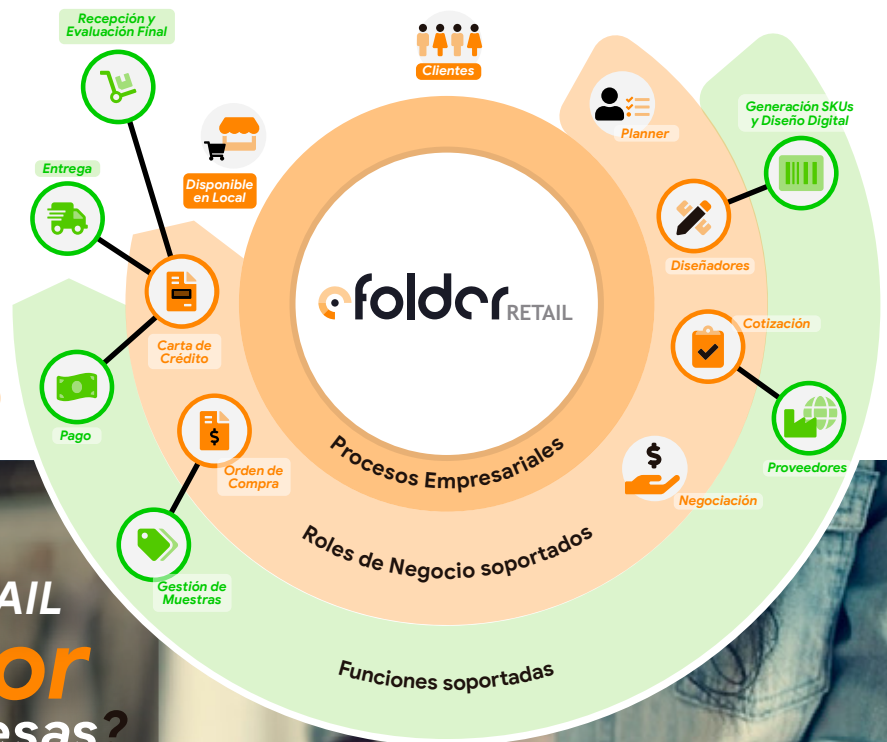 Recepción y
Evaluación Final
Clientes
Planner
Generación SKUs
y Diseño Digital
Entrega
Disponible
en Local
Diseñadores
efolder RETAIL
Carta de
Crédito
Cotización
Pago
Orden de
Compra
Proveedores
Negociación
Gestión de
Muestras
Procesos Empresariales
Roles de Negocio soportados
Funciones soportadas
AIL
or
esas?